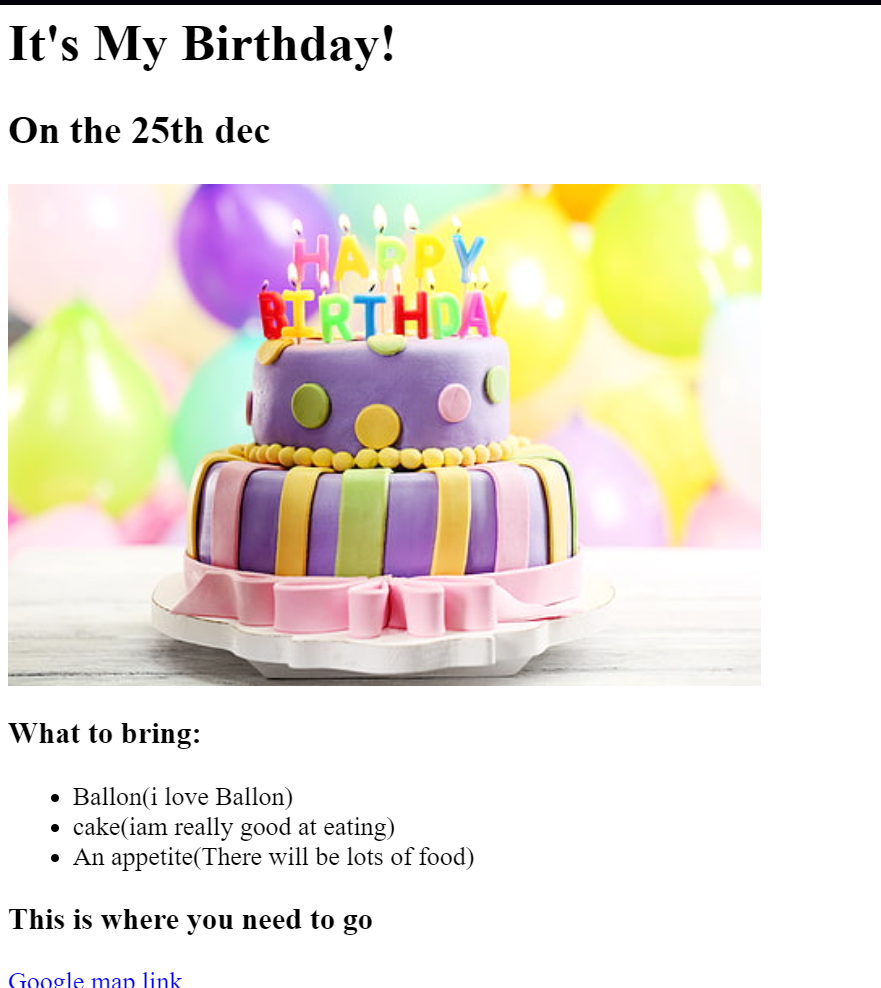 It's My Birthday!
On the 25th dec
HAPPY
BIRTHDAY
What to bring:
Ballon(i love Ballon)
cake(iam really good at eating)
An appetite(There will be lots of food)
This is where you need to go
Google map link